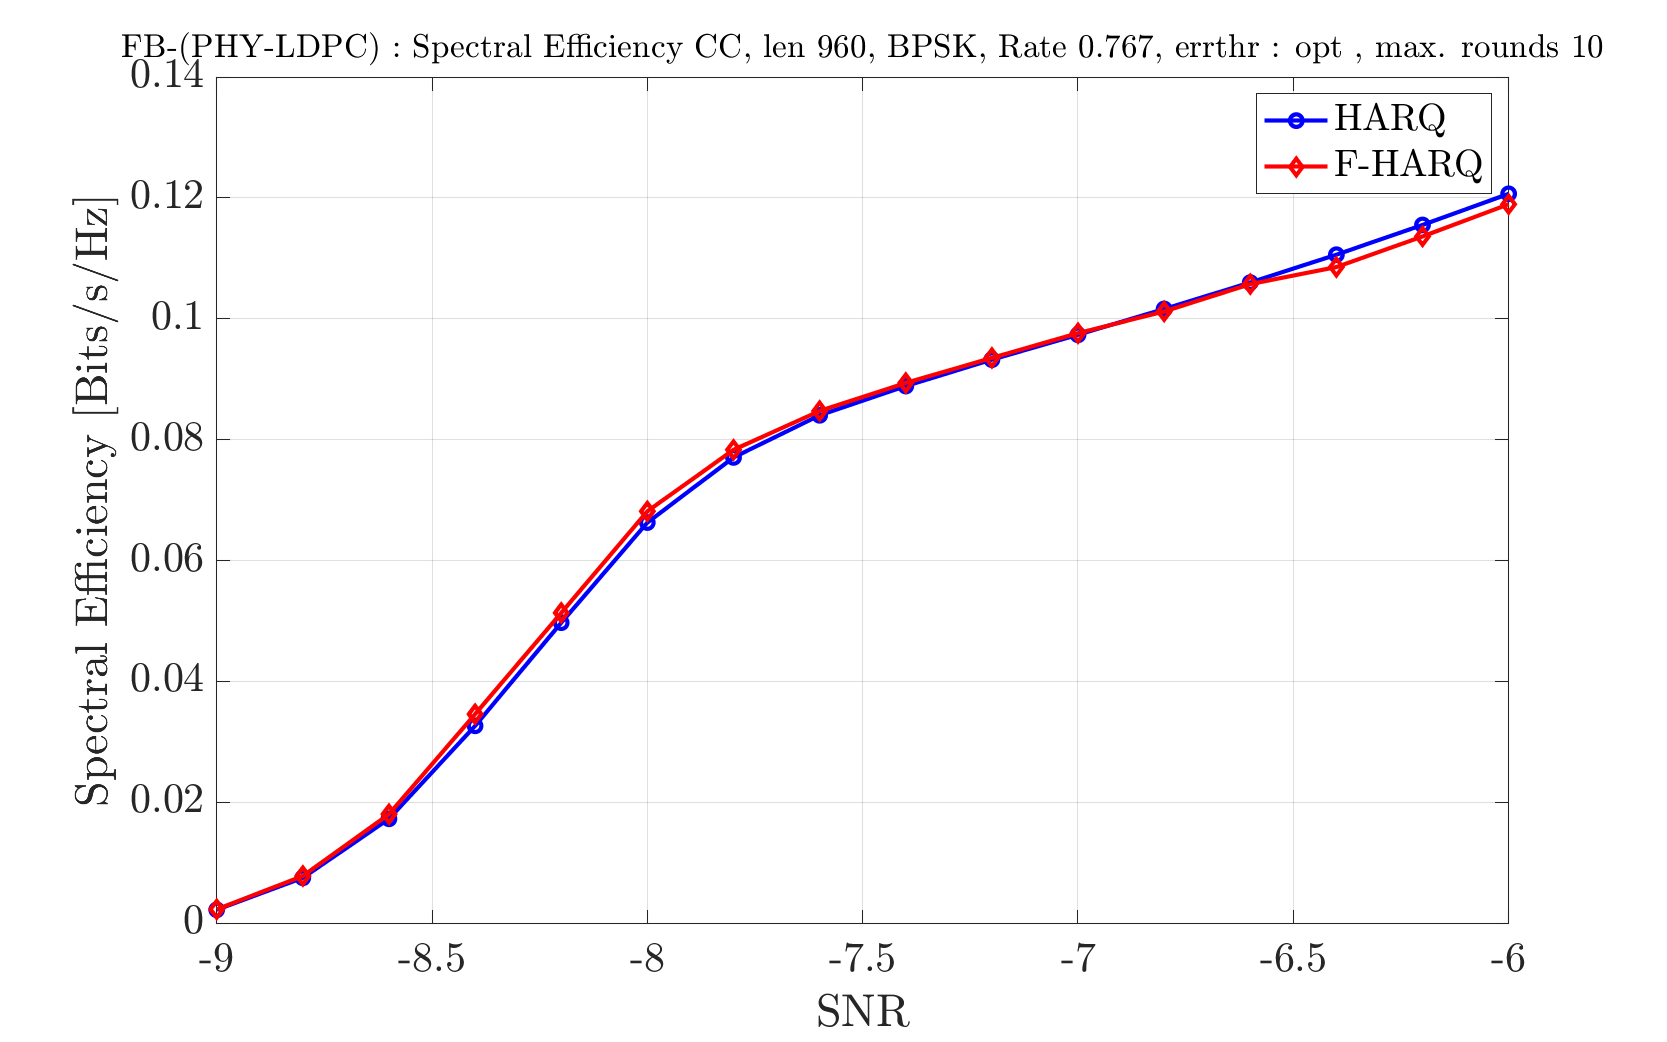 FB-(PHY-LDPC) : Spectral Efficiency CC, len 960, BPSK, Rate 0.767, errthr : opt , max. rounds 10
HARQ
F-HARQ
Spectral Efficiency [Bits/s/Hz]
0.14
0.12
0.1
0.08
0.06
0.04
0.02
0
-9 -8.5 -8 -7.5 -7 -6.5 -6
SNR